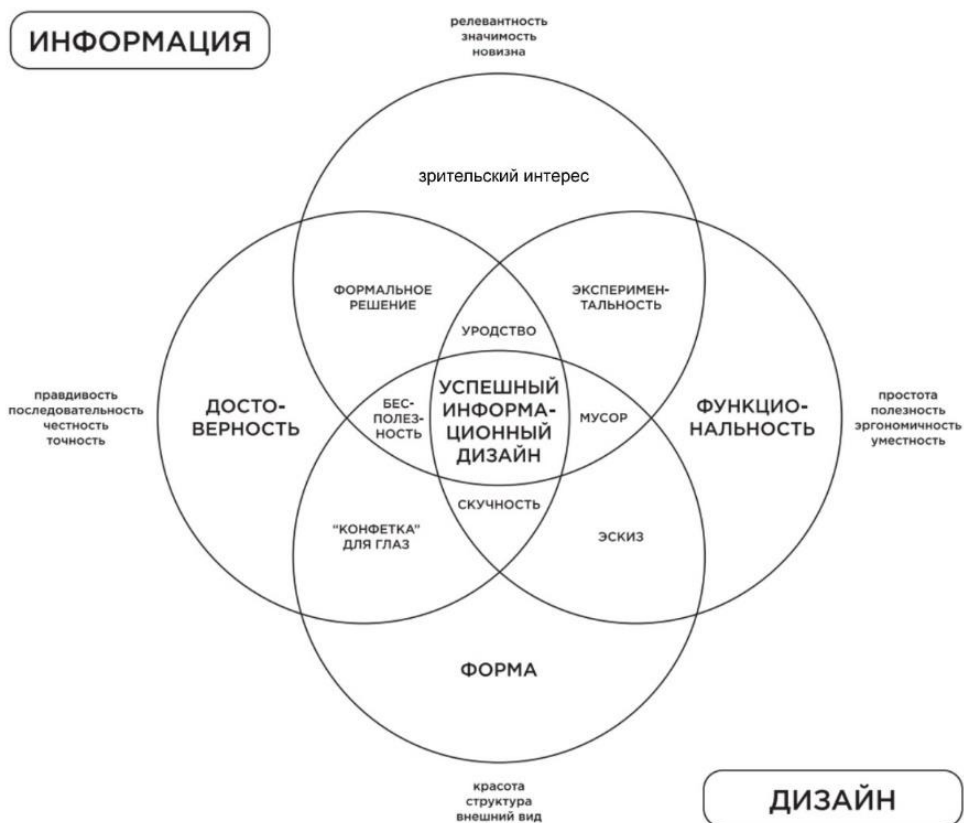 ИНФОРМАЦИЯ
релевантность
значимость
новизна
зрительский интерес
ФОРМАЛЬНОЕ
РЕШЕНИЕ
ЭКСПЕРИМЕН-
ТАЛЬНОСТЬ
УРОДСТВО
правдивость
последовательность
честность
точность
ДОСТО-
ВЕРНОСТЬ
БЕС-
ПОЛЕЗ-
НОСТЬ
УСПЕШНЫЙ
ИНФОРМА-
ЦИОННЫЙ
ДИЗАЙН
МУСОР
ФУНКЦИО-
НАЛЬНОСТЬ
простота
полезность
эргономичность
уместность
СКУЧНОСТЬ
"КОНФЕТКА"
ДЛЯ ГЛАЗ
ЭСКИЗ
ФОРМА
красота
структура
внешний вид
ДИЗАЙН